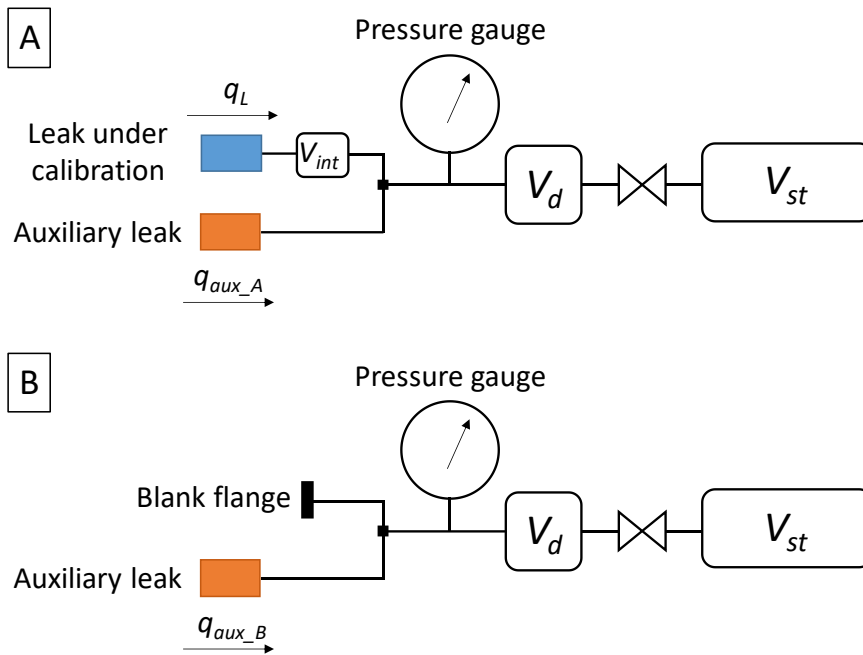 A
Pressure gauge
q_L
Leak under
calibration
V_int
V_d
V_st
Auxiliary leak
q_aux_A
B
Pressure gauge
Blank flange
V_d
V_st
Auxiliary leak
q_aux_B